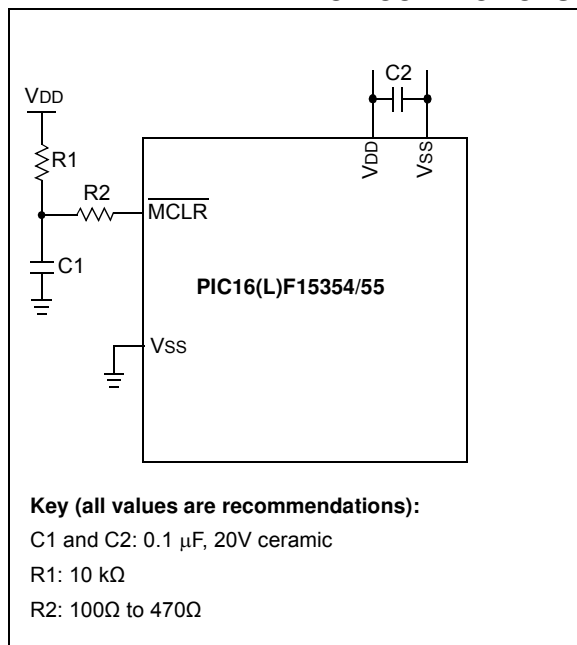 C2
VDD
VDD
VSS
R1
R2
MCLR
C1
PIC16(L)F15354/55
VSS
Key (all values are recommendations):
C1 and C2: 0.1 μF, 20V ceramic
R1: 10 kΩ
R2: 100Ω to 470Ω